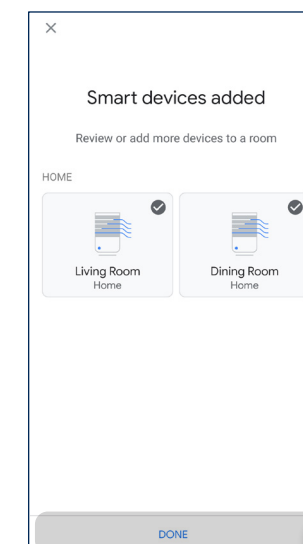 Smart devices added
Review or add more devices to a room
HOME
Living Room
Home
Dining Room
Home
DONE